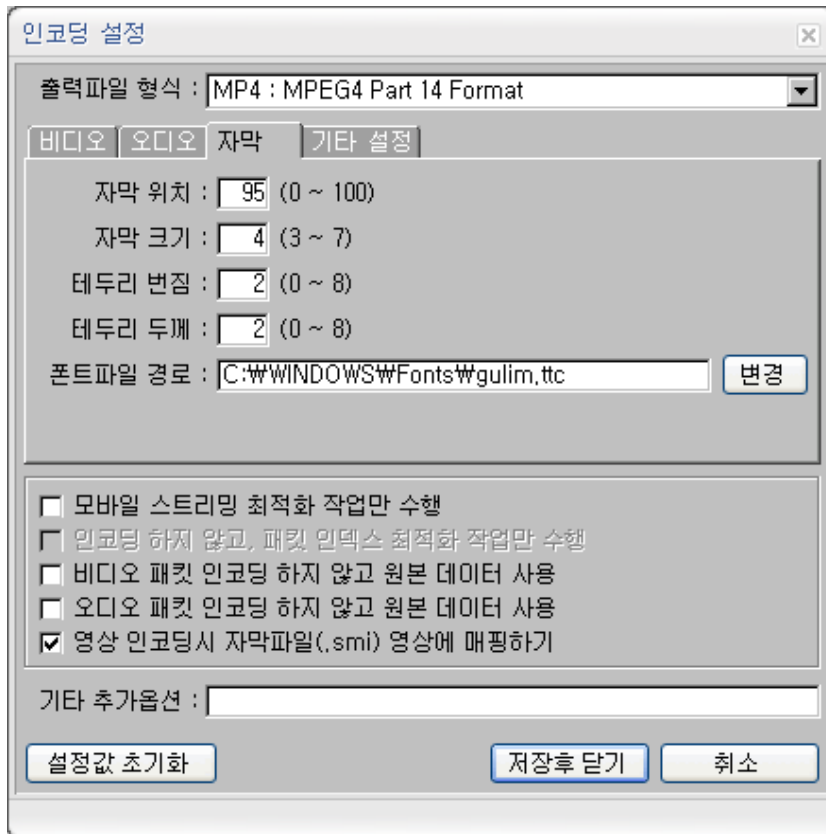 인코딩 설정
출력파일 형식 : MP4 : MPEG4 Part 14 Format
비디오 오디오 자막 기타 설정
자막 위치 : 95 (0 ~ 100)
자막 크기 : 4 (3 ~ 7)
테두리 번짐 : 2 (0 ~ 8)
테두리 두께 : 2 (0 ~ 8)
폰트파일 경로 : C:₩WINDOWS₩Fonts₩gulim.ttc 변경
모바일 스트리밍 최적화 작업만 수행
인코딩 하지 않고, 패킷 인덱스 최적화 작업만 수행
비디오 패킷 인코딩 하지 않고 원본 데이터 사용
오디오 패킷 인코딩 하지 않고 원본 데이터 사용
영상 인코딩시 자막파일(.smi) 영상에 매핑하기
기타 추가옵션 :
설정값 초기화 저장후 닫기 취소